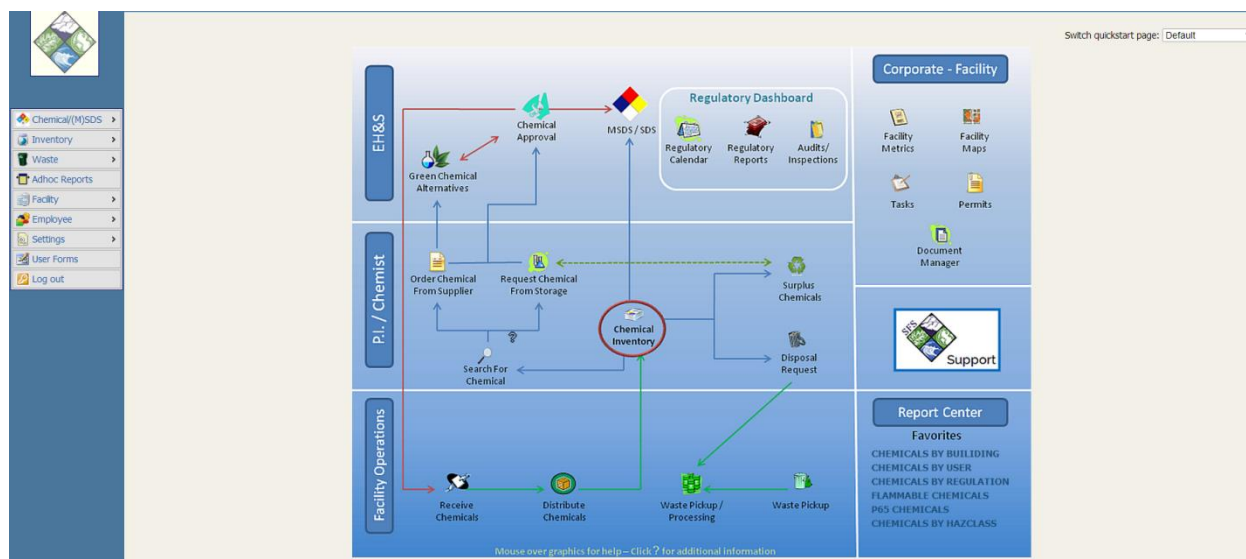 Switch quickstart page: Default
Chemical/(M)SDS
Inventory
Waste
Adhoc Reports
Facility
Employee
Settings
User Forms
Log out
EH&S
Chemical
Approval
MSDS / SDS
Green Chemical
Alternatives
Regulatory Dashboard
Regulatory
Calendar
Regulatory
Reports
Audits/
Inspections
P.I. / Chemist
Order Chemical
From Supplier
Request Chemical
From Storage
?
Search For
Chemical
Chemical
Inventory
Surplus
Chemicals
Disposal
Request
Facility Operations
Receive
Chemicals
Distribute
Chemicals
Waste Pickup /
Processing
Waste Pickup
Mouse over graphics for help – Click ? for additional information
Corporate - Facility
Facility
Metrics
Facility
Maps
Tasks
Permits
Document
Manager
SFS
Support
Report Center
Favorites
CHEMICALS BY BUILIDING
CHEMICALS BY USER
CHEMICALS BY REGULATION
FLAMMABLE CHEMICALS
P65 CHEMICALS
CHEMICALS BY HAZCLASS